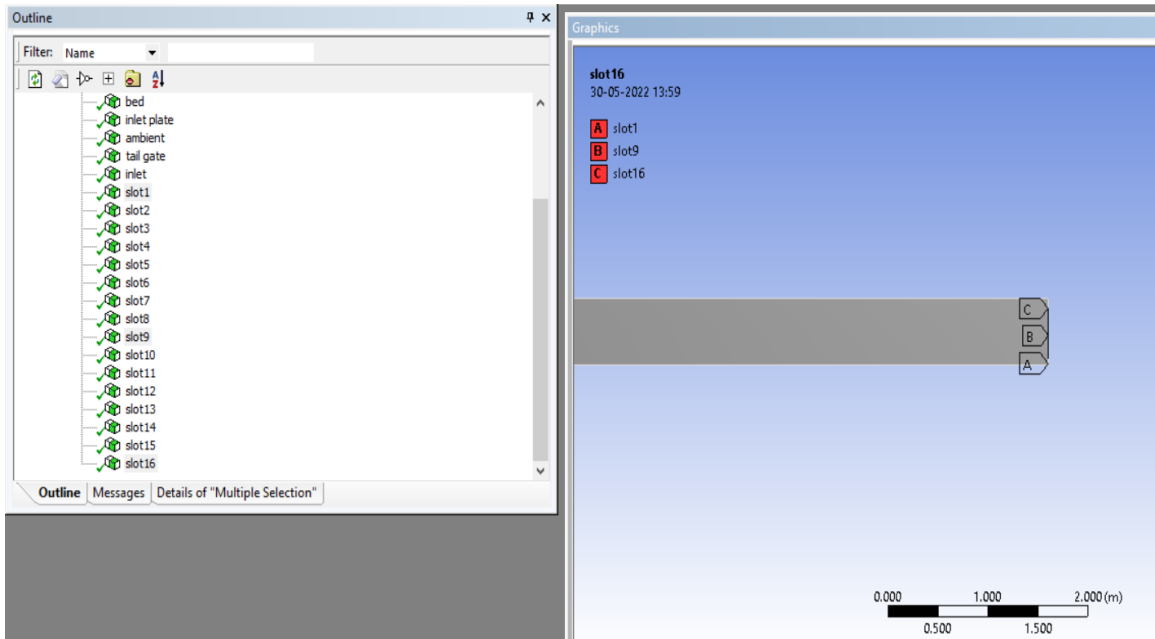 Outline
Filter: Name
bed
inlet plate
ambient
tail gate
inlet
slot1
slot2
slot3
slot4
slot5
slot6
slot7
slot8
slot9
slot10
slot11
slot12
slot13
slot14
slot15
slot16
Outline Messages Details of "Multiple Selection"
Graphics
slot16
30-05-2022 13:59
A slot1
B slot9
C slot16
C
B
A
0.000 1.000 2.000 (m)
0.500 1.500